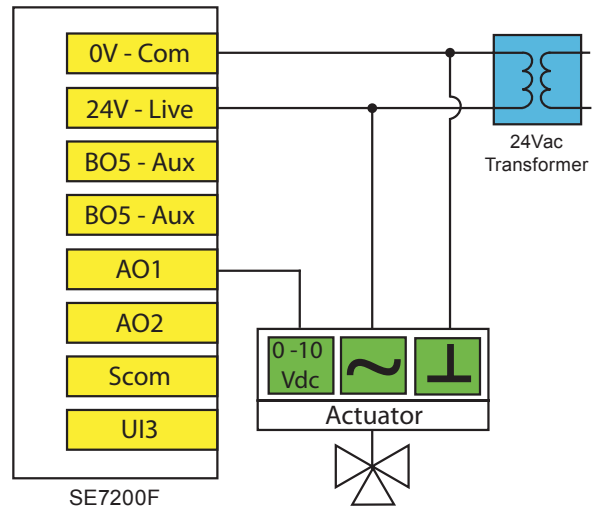 0V - Com
24V - Live
BO5 - Aux
BO5 - Aux
AO1
AO2
Scom
UI3
SE7200F
24Vac
Transformer
0 -10
Vdc
Actuator